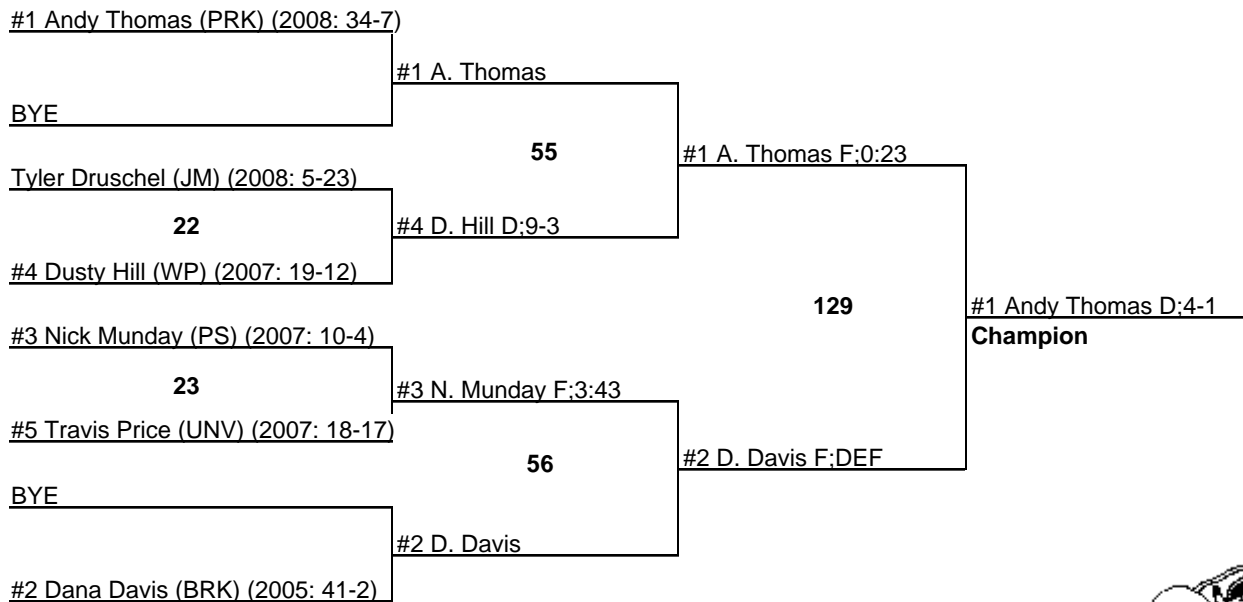 #1 Andy Thomas (PRK) (2008: 34-7)
#1 A. Thomas
BYE
55
#1 A. Thomas F;0:23
Tyler Druschel (JM) (2008: 5-23)
22
#4 D. Hill D;9-3
#4 Dusty Hill (WP) (2007: 19-12)
129
#1 Andy Thomas D;4-1
Champion
#3 Nick Munday (PS) (2007: 10-4)
23
#3 N. Munday F;3:43
#5 Travis Price (UNV) (2007: 18-17)
56
#2 D. Davis F;DEF
BYE
#2 D. Davis
#2 Dana Davis (BRK) (2005: 41-2)